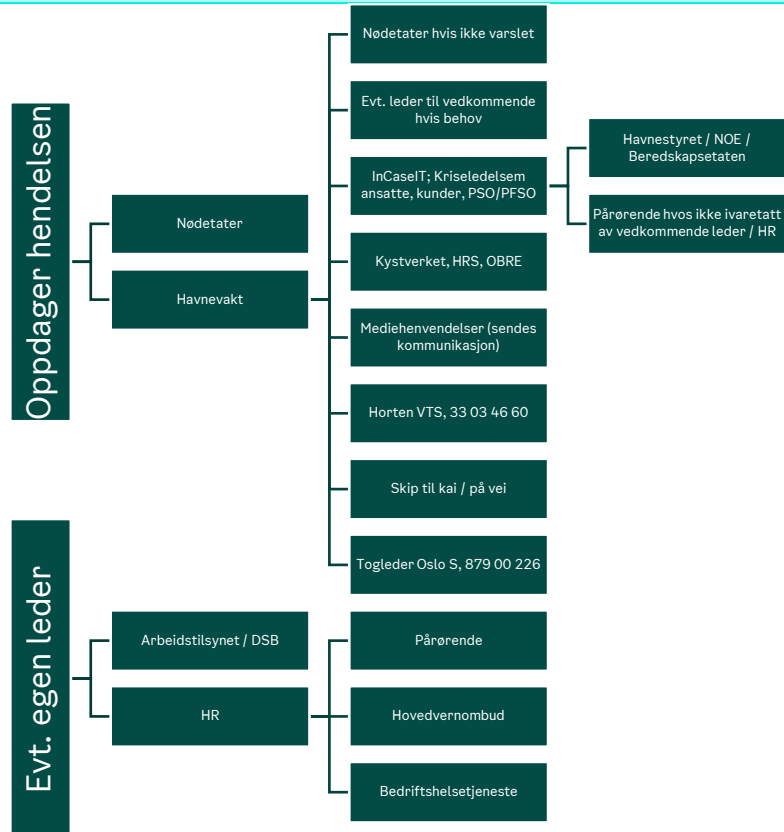 Oppdager hendelsen
Nødetater
Havnevakt
Nødetater hvis ikke varslet
Evt. leder til vedkommende
hvis behov
InCaseIT; Kriseledelsem
ansatte, kunder, PSO/PFSO
Havnestyret / NOE /
Beredskapsetaten
Pårørende hvos ikke ivaretatt
av vedkommende leder / HR
Kystverket, HRS, OBRE
Mediehenvendelser (sendes
kommunikasjon)
Horten VTS, 33 03 46 60
Skip til kai / på vei
Togleder Oslo S, 879 00 226
Evt. egen leder
Arbeidstilsynet / DSB
HR
Pårørende
Hovedvernombud
Bedriftshelsetjeneste